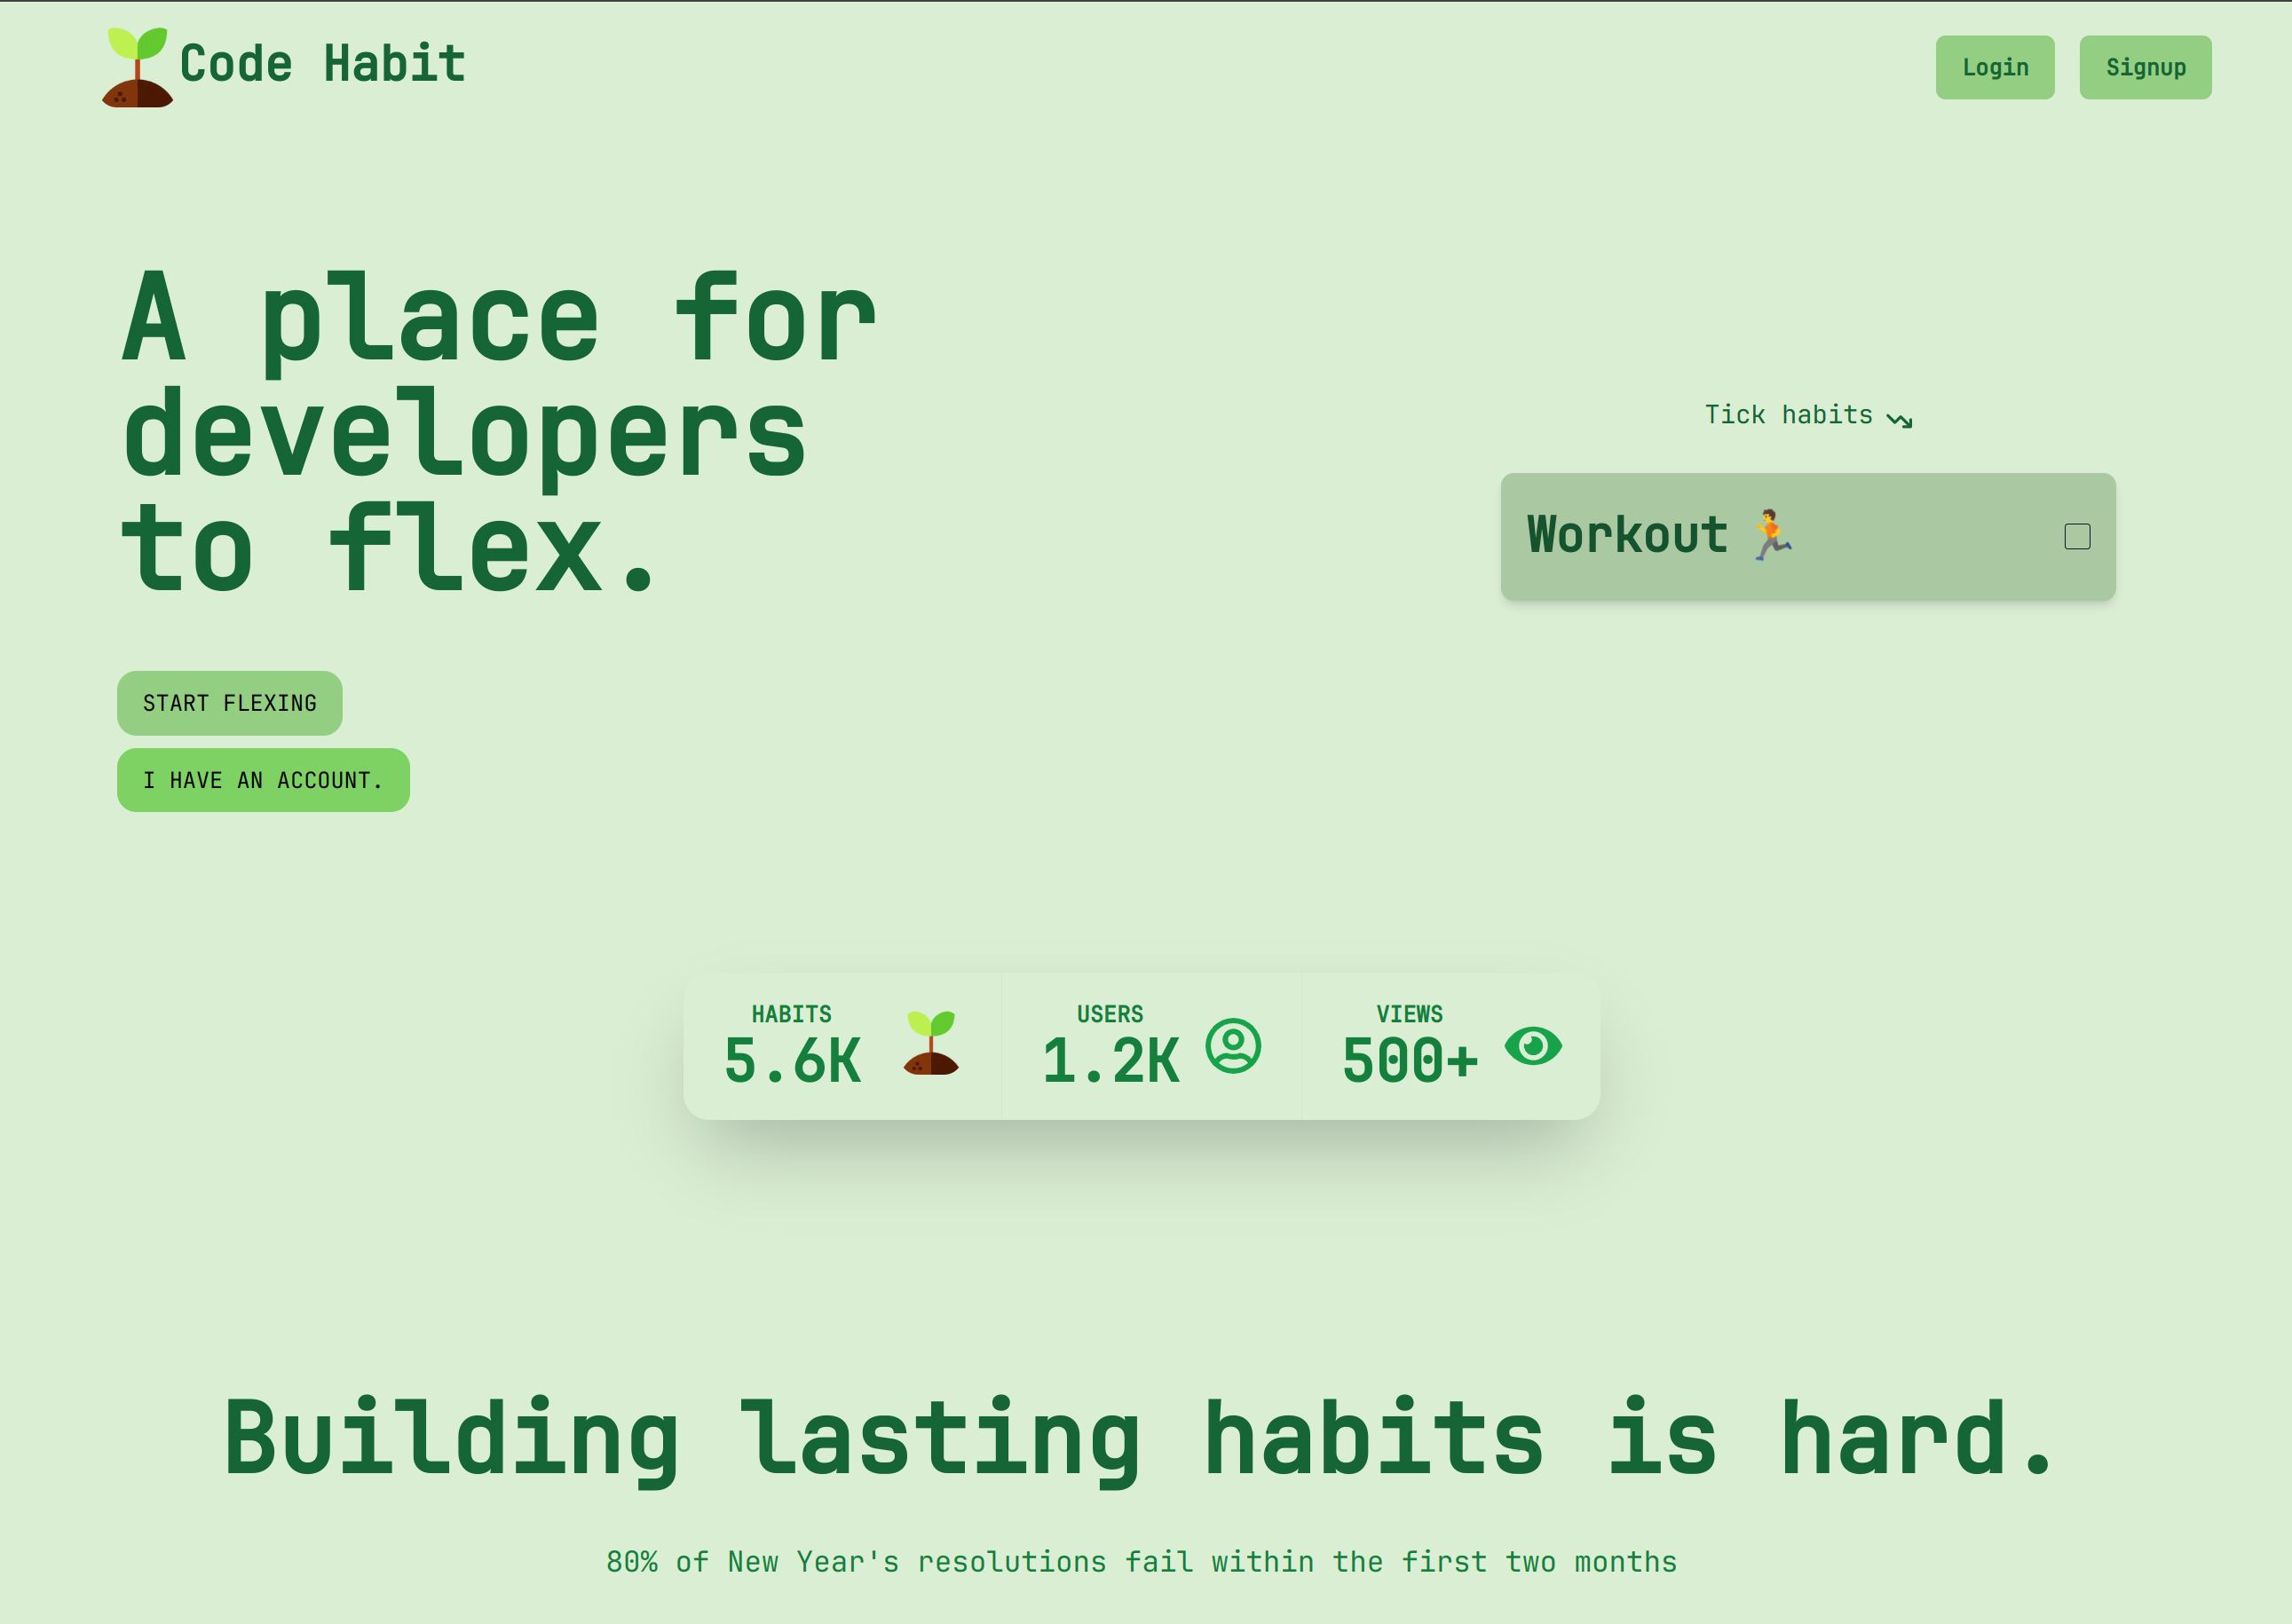 Code Habit
Login
Signup
A place for
developers
to flex.
START FLEXING
I HAVE AN ACCOUNT.
Tick habits
Workout 🏃
HABITS
5.6K
USERS
1.2K
VIEWS
500+
Building lasting habits is hard.
80% of New Year's resolutions fail within the first two months